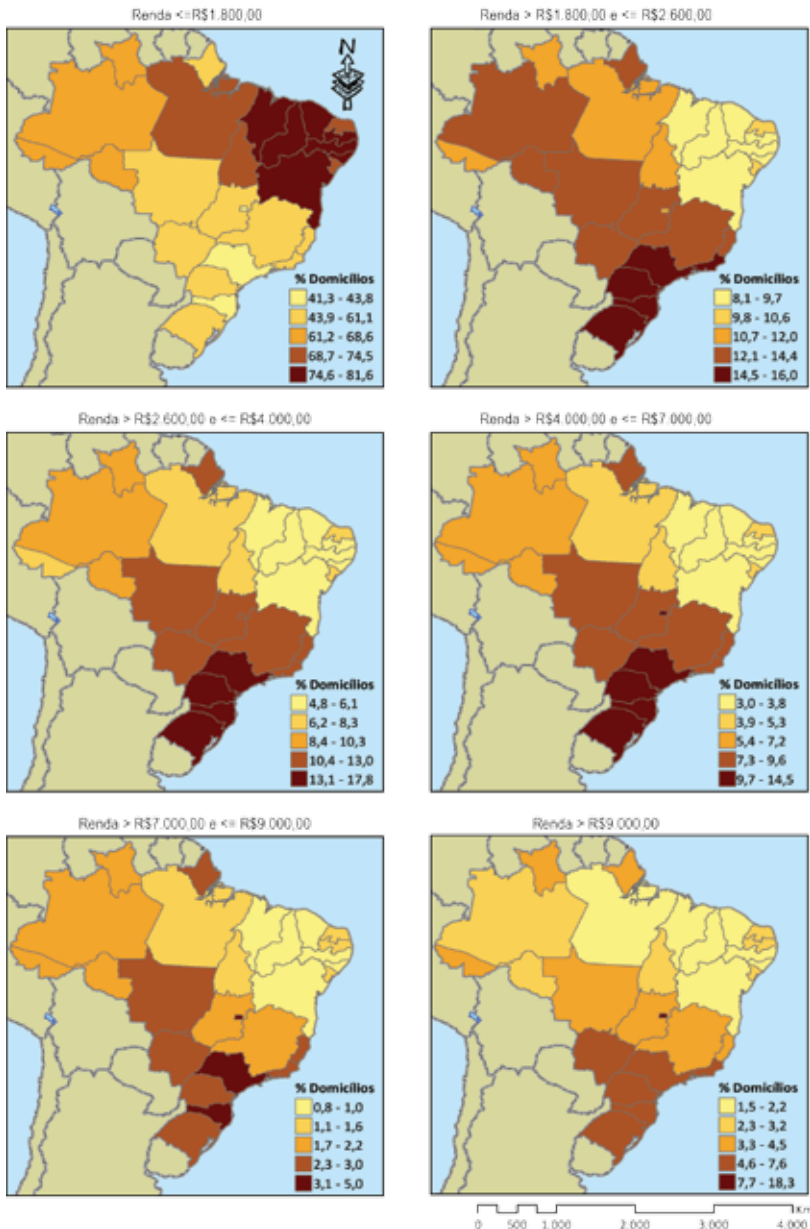 Renda <=R$1.800,00
N
% Domicílios
41,3 - 43,8
43,9 - 61,1
61,2 - 68,6
68,7 - 74,5
74,6 - 81,6
Renda > R$1.800,00 e <= R$2.600,00
% Domicílios
8,1 - 9,7
9,8 - 10,6
10,7 - 12,0
12,1 - 14,4
14,5 - 16,0
Renda > R$2.600,00 e <= R$4.000,00
% Domicílios
4,8 - 6,1
6,2 - 8,3
8,4 - 10,3
10,4 - 13,0
13,1 - 17,8
Renda > R$4.000,00 e <= R$7.000,00
% Domicílios
3,0 - 3,8
3,9 - 5,3
5,4 - 7,2
7,3 - 9,6
9,7 - 14,5
Renda > R$7.000,00 e <= R$9.000,00
% Domicílios
0,8 - 1,0
1,1 - 1,6
1,7 - 2,2
2,3 - 3,0
3,1 - 5,0
Renda > R$9.000,00
% Domicílios
1,5 - 2,2
2,3 - 3,2
3,3 - 4,5
4,6 - 7,6
7,7 - 18,3
0 500 1.000 2.000 3.000 4.000